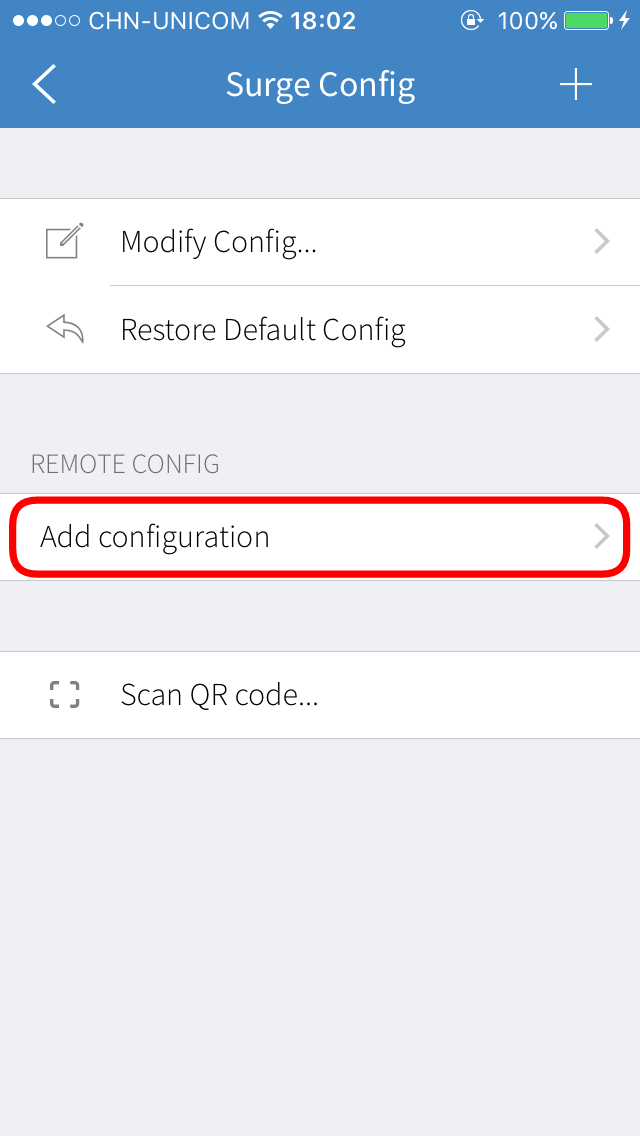 CHN-UNICOM 18:02 100%
Surge Config
Modify Config...
Restore Default Config
REMOTE CONFIG
Add configuration
Scan QR code...